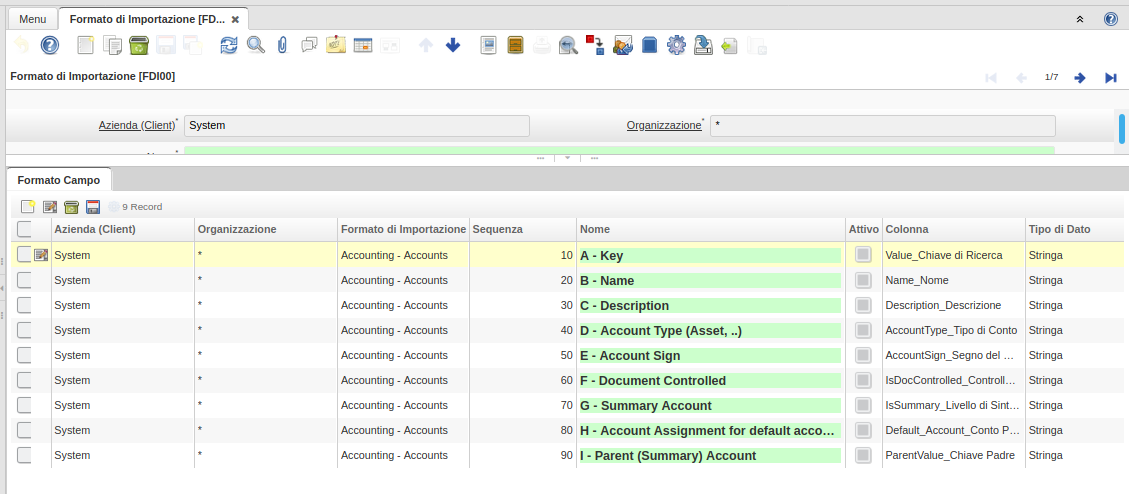 Menu Formato di Importazione [FD...
Formato di Importazione [FDI00] 1/7
Azienda (Client)* System Organizzazione* *
Formato Campo
9 Record
Azienda (Client) Organizzazione Formato di Importazione Sequenza Nome Attivo Colonna Tipo di Dato
System * Accounting - Accounts 10 A - Key Value_Chiave di Ricerca Stringa
System * Accounting - Accounts 20 B - Name Name_Nome Stringa
System * Accounting - Accounts 30 C - Description Description_Descrizione Stringa
System * Accounting - Accounts 40 D - Account Type (Asset, ..) AccountType_Tipo di Conto Stringa
System * Accounting - Accounts 50 E - Account Sign AccountSign_Segno del ... Stringa
System * Accounting - Accounts 60 F - Document Controlled IsDocControlled_Controll... Stringa
System * Accounting - Accounts 70 G - Summary Account IsSummary_Livello di Sint... Stringa
System * Accounting - Accounts 80 H - Account Assignment for default acco... Default_Account_Conto P... Stringa
System * Accounting - Accounts 90 I - Parent (Summary) Account ParentValue_Chiave Padre Stringa